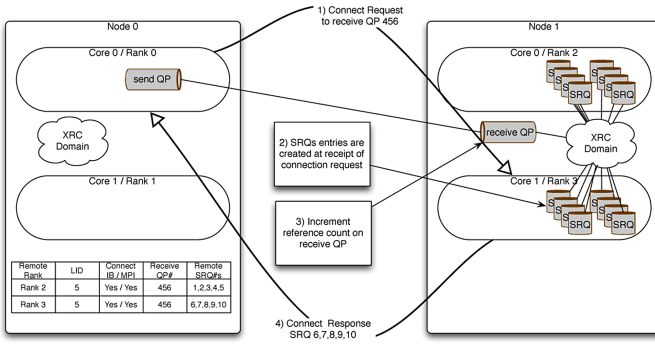 1) Connect Request
to receive QP 456
Node 0
Core 0 / Rank 0
send QP
XRC
Domain
Core 1 / Rank 1
Remote Rank LID Connect IB / MPI Receive QP# Remote SRQ#s
Rank 2 5 Yes / Yes 456 1,2,3,4,5
Rank 3 5 Yes / Yes 456 6,7,8,9,10
2) SRQs entries are
created at receipt of
connection request
3) Increment
reference count on
receive QP
4) Connect Response
SRQ 6,7,8,9,10
Node 1
Core 0 / Rank 2
SRQ
SRQ
receive QP
XRC
Domain
Core 1 / Rank 3
SRQ
SRQ